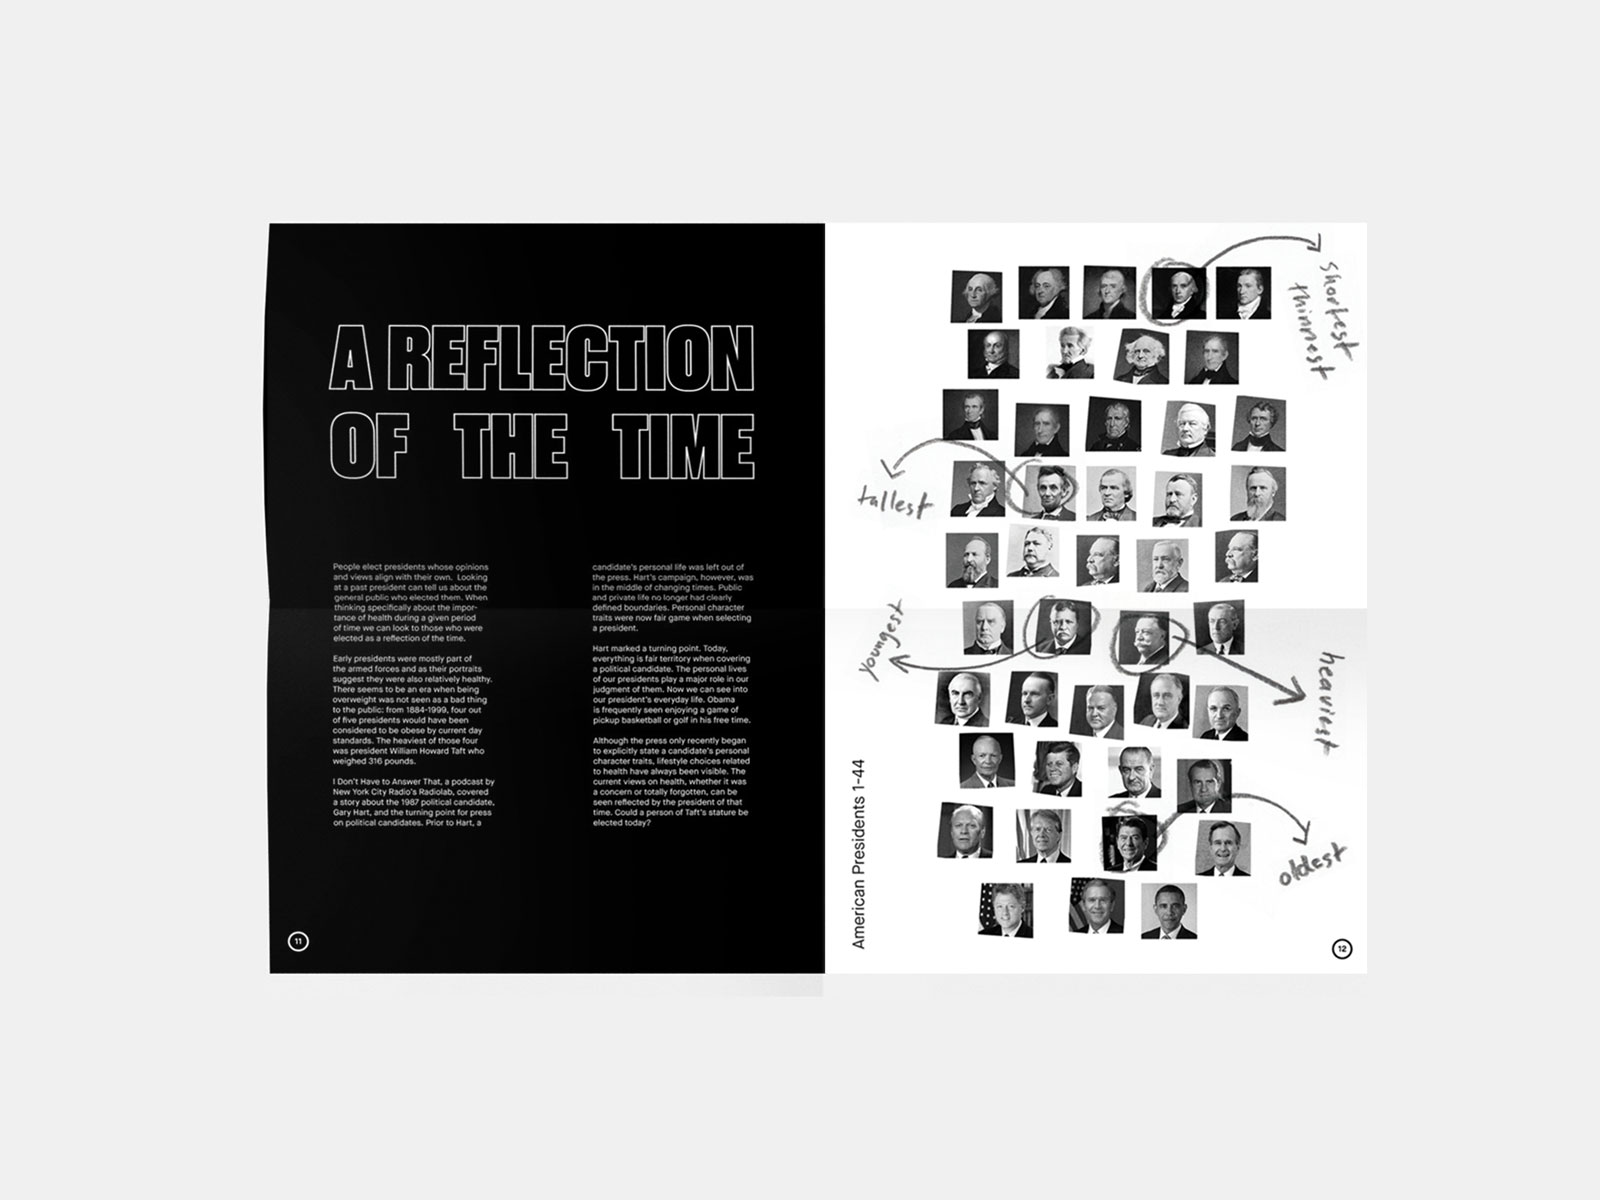 A REFLECTION
OF THE TIME
People elect presidents whose opinions
and views align with their own. Looking
at a past president can tell us about the
general public who elected them. When
thinking specifically about the impor-
tance of health during a given period
of time we can look to those who were
elected as a reflection of the time.
Early presidents were mostly part of
the armed forces and as their portraits
suggest they were also relatively healthy.
There seems to be an era when being
overweight was not seen as a bad thing
to the public: from 1884-1999, four out
of five presidents would have been
considered to be obese by current day
standards. The heaviest of those four
was president William Howard Taft who
weighed 316 pounds.
I Don't Have to Answer That, a podcast by
New York City Radio's Radiolab, covered
a story about the 1987 political candidate,
Gary Hart, and the turning point for press
on political candidates. Prior to Hart, a
candidate's personal life was left out of
the press. Hart's campaign, however, was
in the middle of changing times. Public
and private life no longer had clearly
defined boundaries. Personal character
traits were now fair game when selecting
a president.
Hart marked a turning point. Today,
everything is fair territory when covering
a political candidate. The personal lives
of our presidents play a major role in our
judgment of them. Now we can see into
our president's everyday life. Obama
is frequently seen enjoying a game of
pickup basketball or golf in his free time.
Although the press only recently began
to explicitly state a candidate's personal
character traits, lifestyle choices related
to health have always been visible. The
current views on health, whether it was
a concern or totally forgotten, can be
seen reflected by the president of that
time. Could a person of Taft's stature be
elected today?
11
shortest
thinnest
tallest
youngest
heaviest
oldest
American Presidents 1-44
12